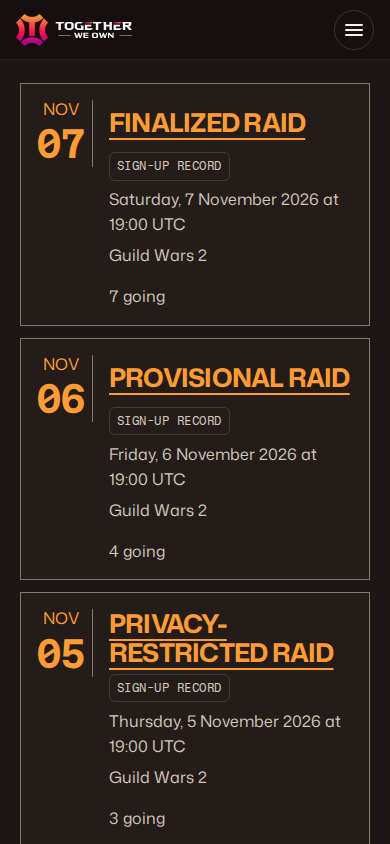 TOGETHER
WE OWN
NOV
07
FINALIZED RAID
SIGN-UP RECORD
Saturday, 7 November 2026 at
19:00 UTC
Guild Wars 2
7 going
NOV
06
PROVISIONAL RAID
SIGN-UP RECORD
Friday, 6 November 2026 at
19:00 UTC
Guild Wars 2
4 going
NOV
05
PRIVACY-
RESTRICTED RAID
SIGN-UP RECORD
Thursday, 5 November 2026 at
19:00 UTC
Guild Wars 2
3 going